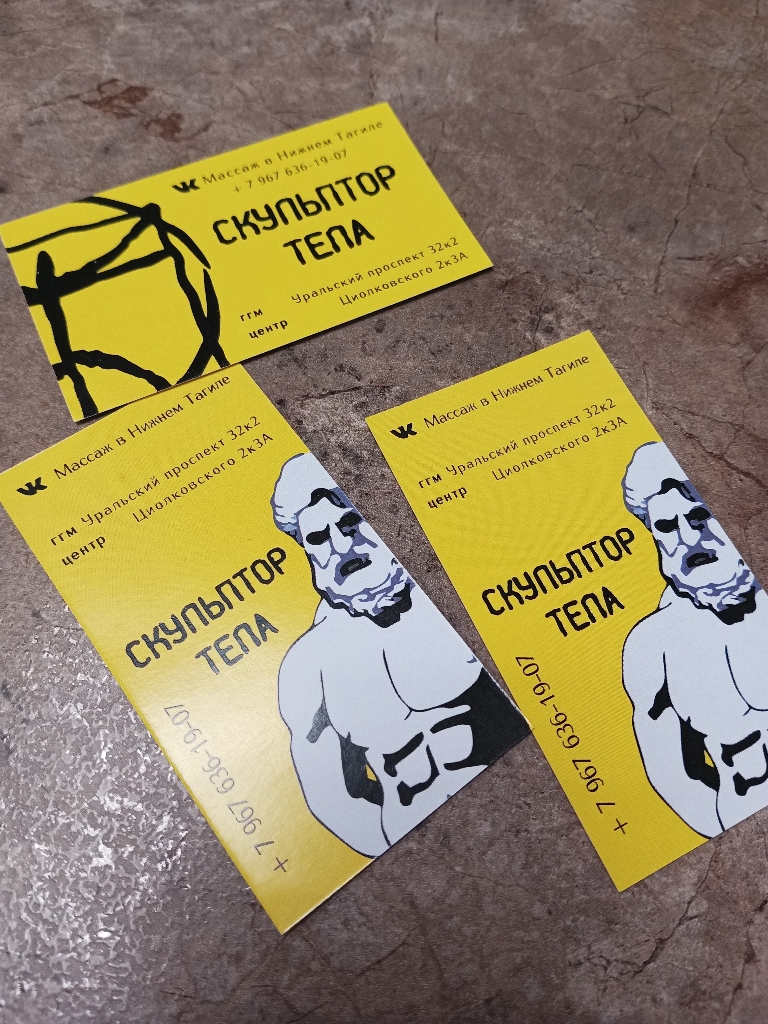 Массаж в Нижнем Тагиле
+ 7 967 636-19-07
СКУЛЬПТОР
ТЕЛА
ггм Уральский проспект 32к2
центр Циолковского 2к3А
Массаж в Нижнем Тагиле
ггм Уральский проспект 32к2
центр Циолковского 2к3А
СКУЛЬПТОР
ТЕЛА
+ 7 967 636-19-07
Массаж в Нижнем Тагиле
ггм Уральский проспект 32к2
центр Циолковского 2к3А
СКУЛЬПТОР
ТЕЛА
+ 7 967 636-19-07